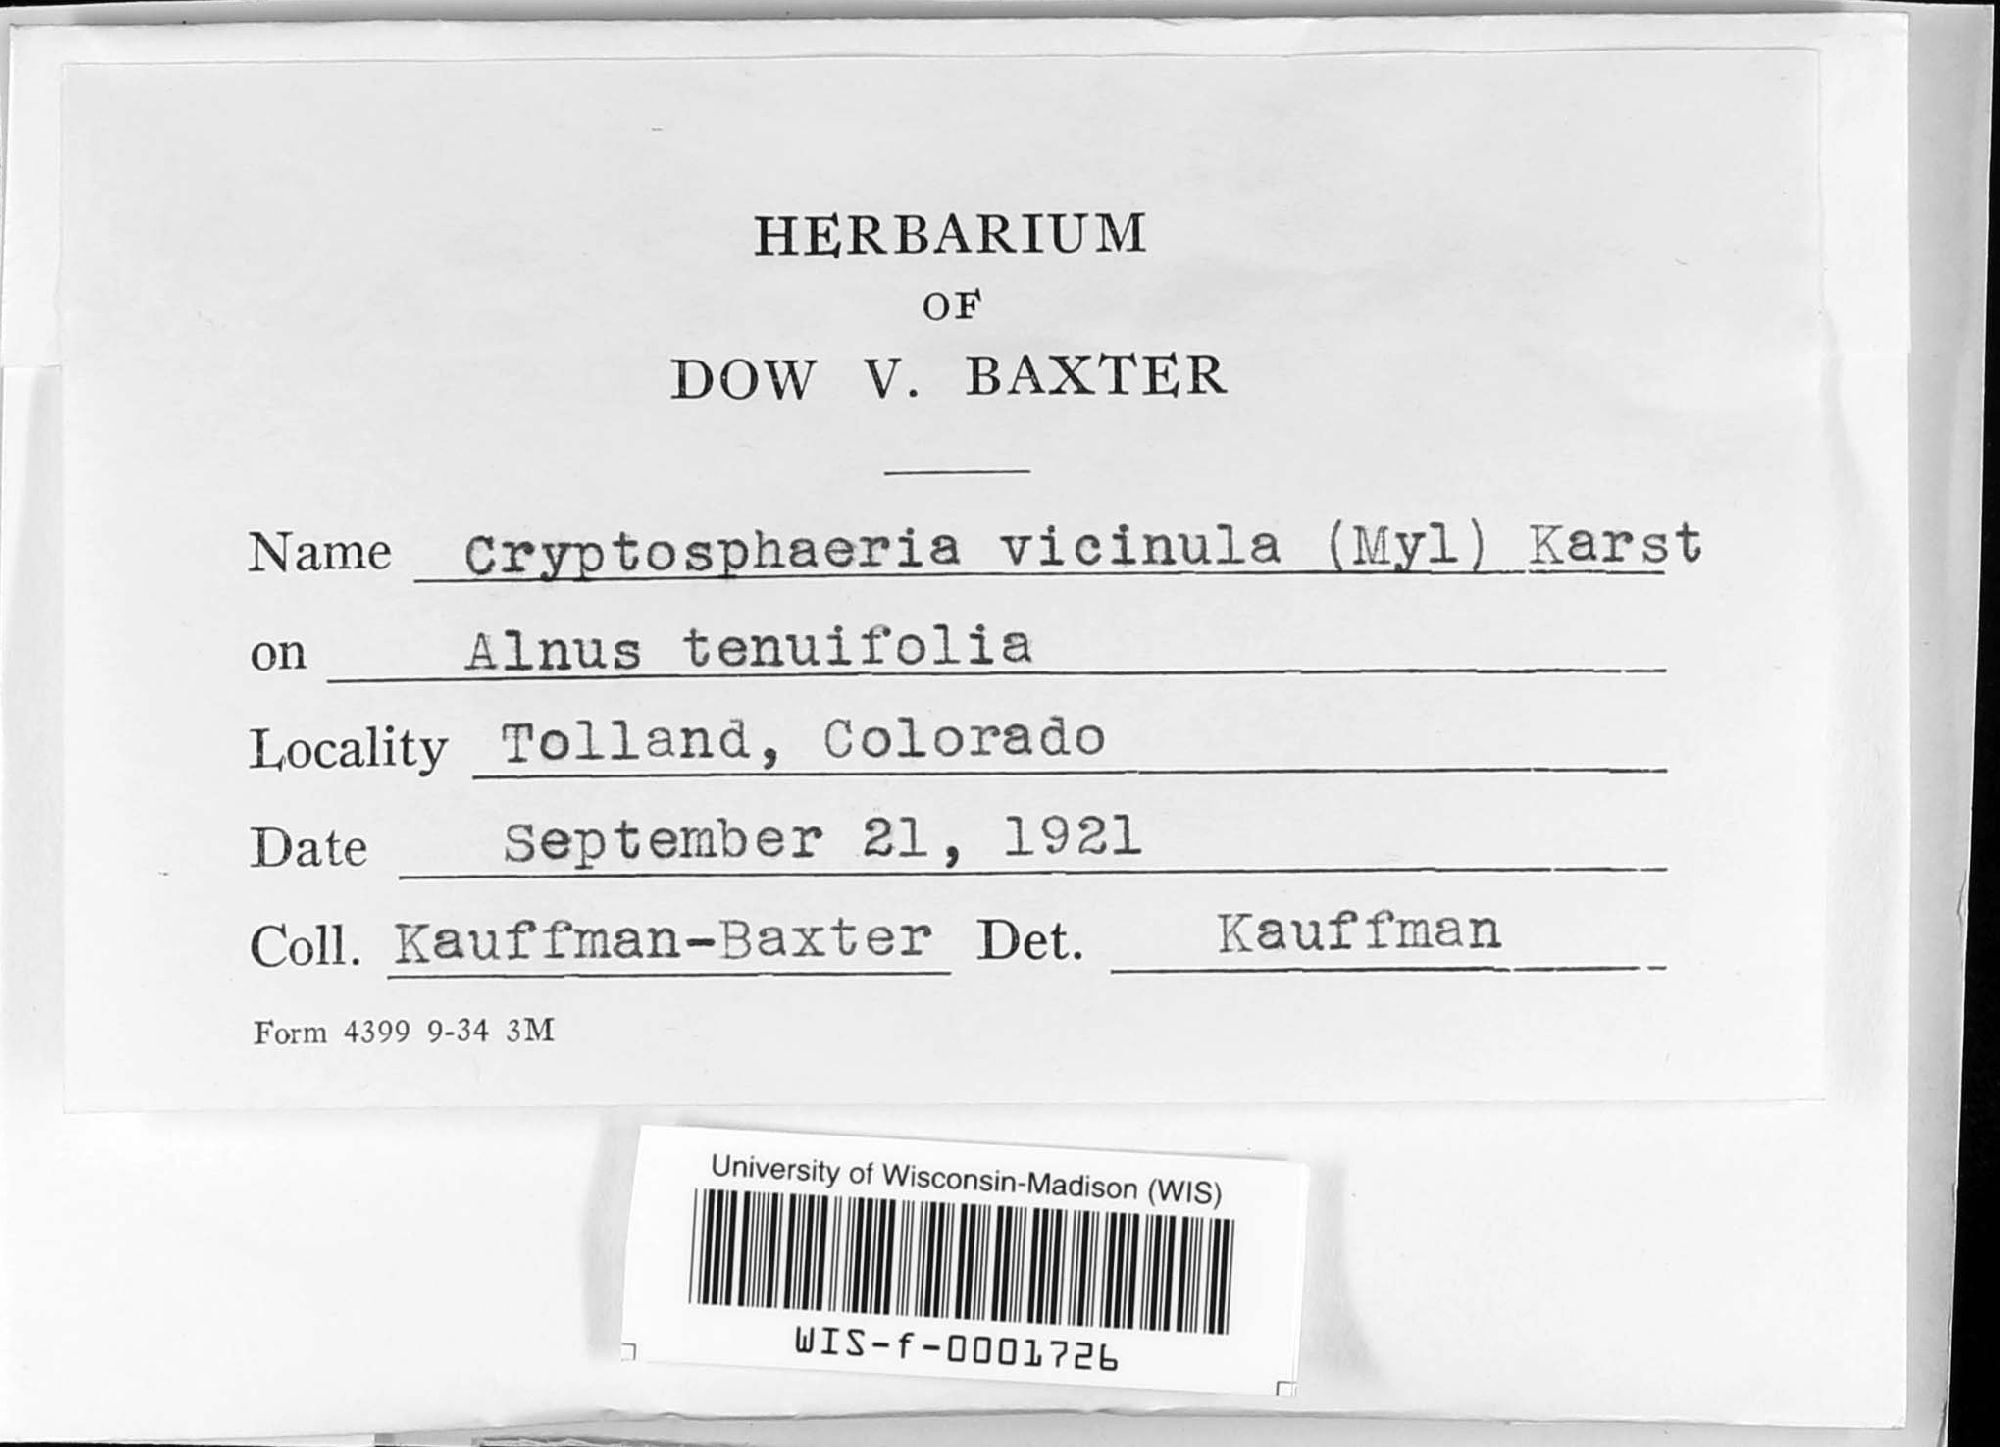 HERBARIUM
OF
DOW V. BAXTER
Name Cryptosphaeria vicinula (Myl) Karst
on Alnus tenuifolia
Locality Tolland, Colorado
Date September 21, 1921
Coll. Kauffman-Baxter Det. Kauffman
Form 4399 9-34 3M
University of Wisconsin-Madison (WIS)
WIS-f-0001726